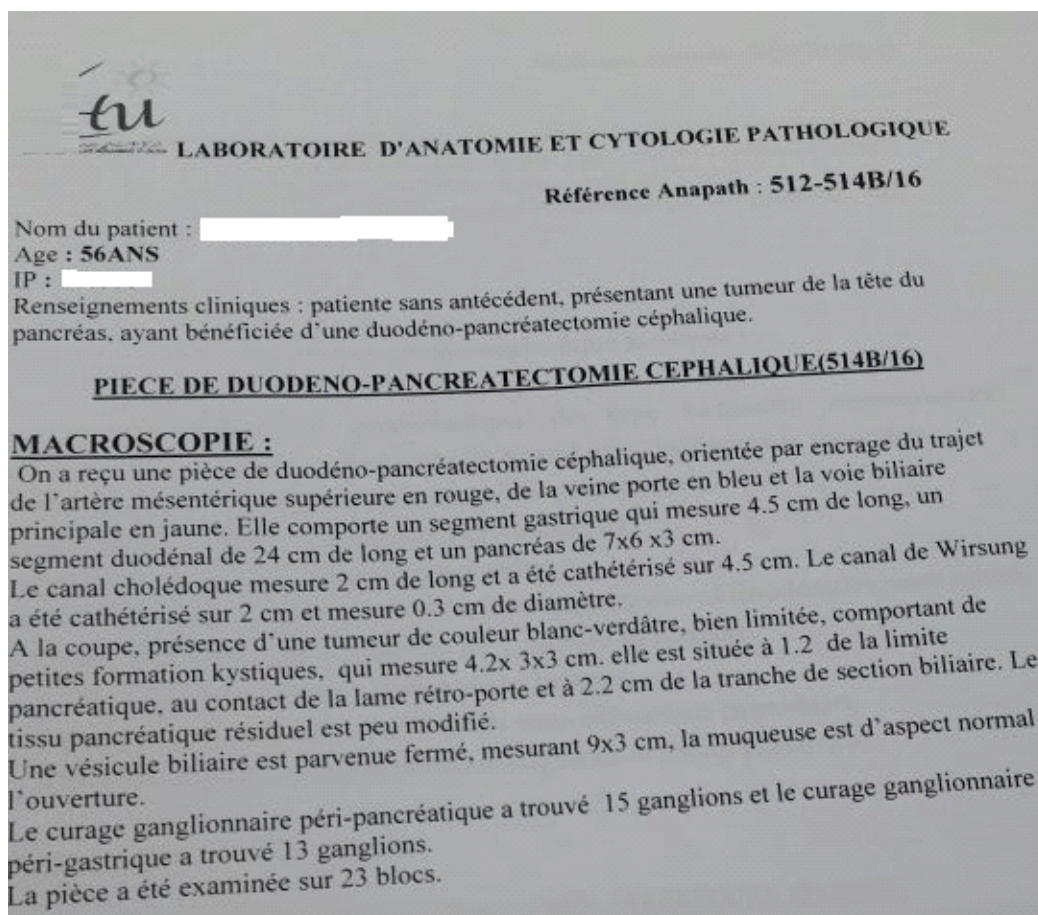 LABORATOIRE D'ANATOMIE ET CYTOLOGIE PATHOLOGIQUE
Référence Anapath : 512-514B/16
Nom du patient :
Age : 56ANS
IP :
Renseignements cliniques : patiente sans antécédent, présentant une tumeur de la tête du
pancréas, ayant bénéficiée d'une duodéno-pancréatectomie céphalique.
PIECE DE DUODENO-PANCREATECTOMIE CEPHALIQUE(514B/16)
MACROSCOPIE :
On a reçu une pièce de duodéno-pancréatectomie céphalique, orientée par encrage du trajet
de l'artère mésentérique supérieure en rouge, de la veine porte en bleu et la voie biliaire
principale en jaune. Elle comporte un segment gastrique qui mesure 4.5 cm de long, un
segment duodénal de 24 cm de long et un pancréas de 7x6 x3 cm.
Le canal cholédoque mesure 2 cm de long et a été cathétérisé sur 4.5 cm. Le canal de Wirsung
a été cathétérisé sur 2 cm et mesure 0.3 cm de diamètre.
A la coupe, présence d'une tumeur de couleur blanc-verdâtre, bien limitée, comportant de
petites formation kystiques, qui mesure 4.2x 3x3 cm. elle est située à 1.2 de la limite
pancréatique, au contact de la lame rétro-porte et à 2.2 cm de la tranche de section biliaire. Le
tissu pancréatique résiduel est peu modifié.
Une vésicule biliaire est parvenue fermé, mesurant 9x3 cm, la muqueuse est d'aspect normal
l'ouverture.
Le curage ganglionnaire péri-pancréatique a trouvé 15 ganglions et le curage ganglionnaire
péri-gastrique a trouvé 13 ganglions.
La pièce a été examinée sur 23 blocs.